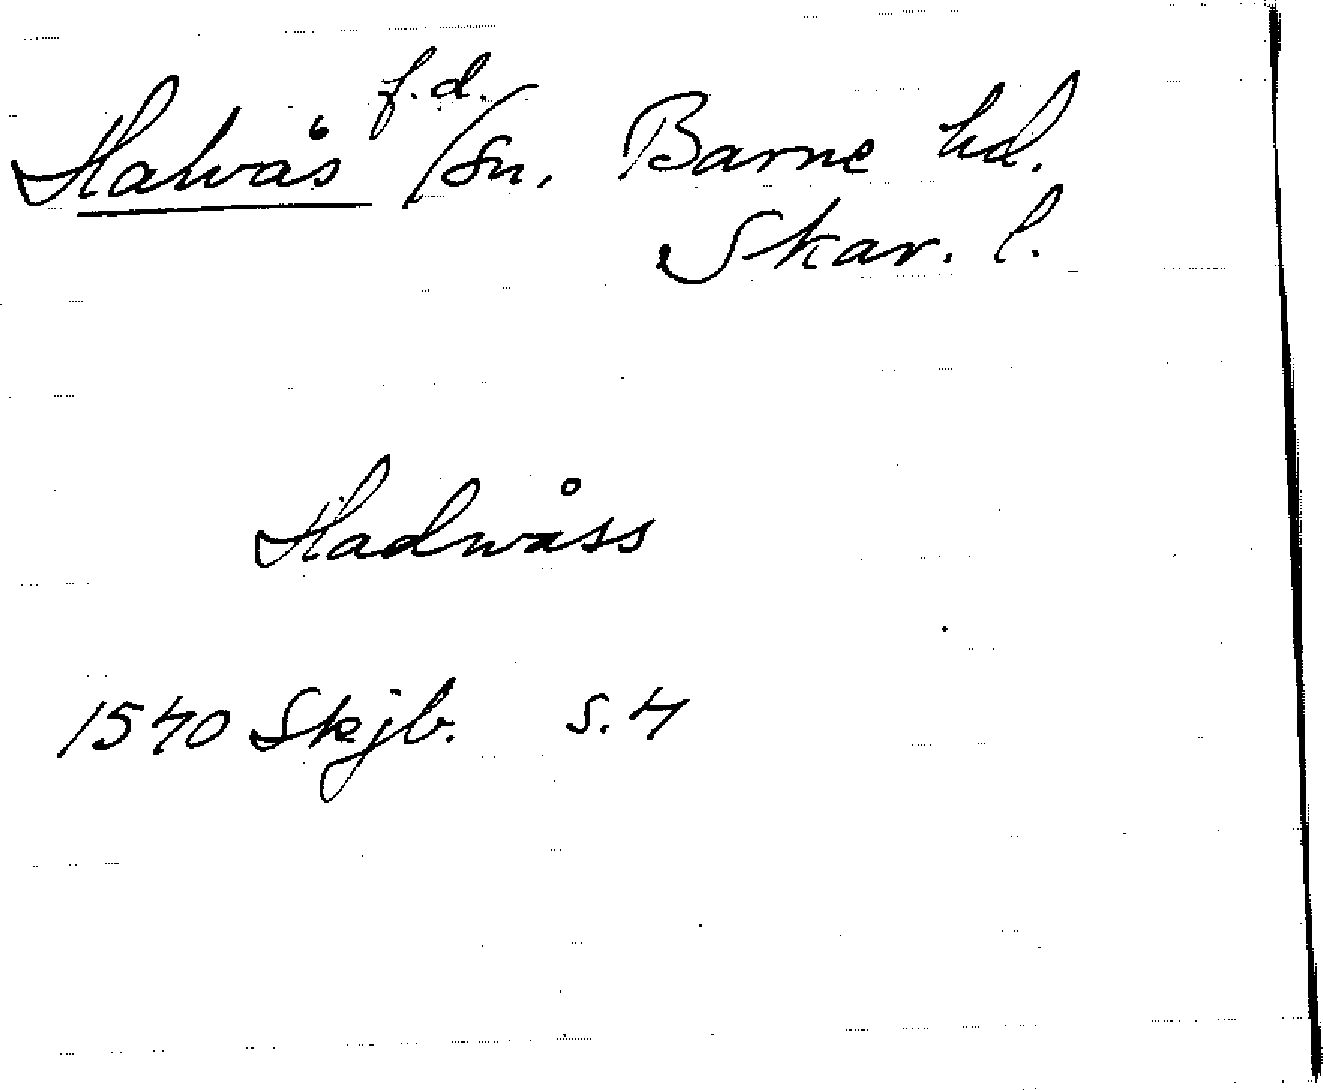 Halvås f.d. /sn. Barne hd.
Skar. l.
Hadwåss
1540 Skjb. s. 4